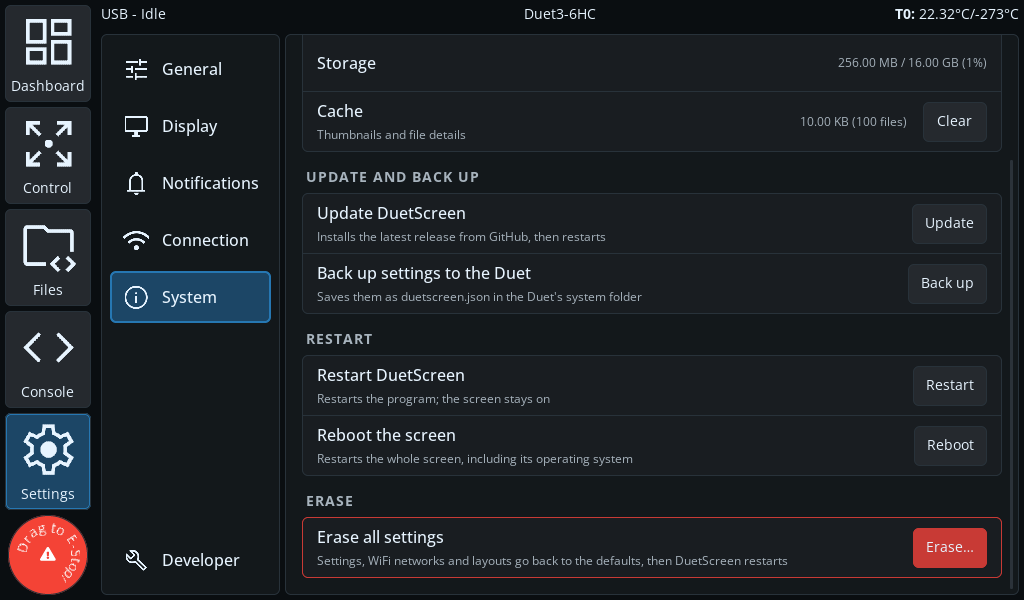 USB - Idle
Duet3-6HC
T0: 22.32°C/-273°C
Dashboard
Control
Files
Console
Settings
Drag to E-Stop!
General
Display
Notifications
Connection
System
Developer
Storage
256.00 MB / 16.00 GB (1%)
Cache
Thumbnails and file details
10.00 KB (100 files)
Clear
UPDATE AND BACK UP
Update DuetScreen
Installs the latest release from GitHub, then restarts
Update
Back up settings to the Duet
Saves them as duetscreen.json in the Duet's system folder
Back up
RESTART
Restart DuetScreen
Restarts the program; the screen stays on
Restart
Reboot the screen
Restarts the whole screen, including its operating system
Reboot
ERASE
Erase all settings
Settings, WiFi networks and layouts go back to the defaults, then DuetScreen restarts
Erase...